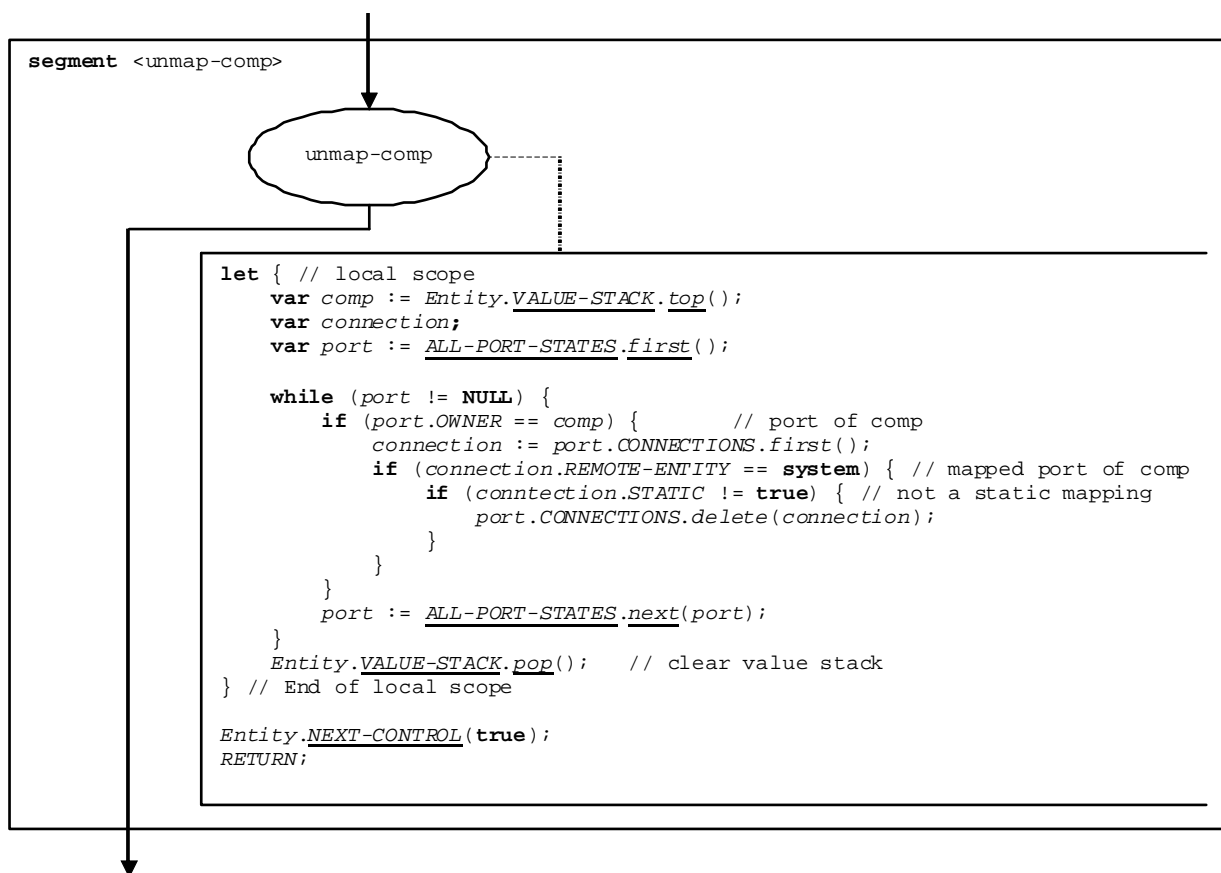 segment <unmap-comp>
unmap-comp
let { // local scope
var comp := Entity.VALUE-STACK.top();
var connection;
var port := ALL-PORT-STATES.first();
while (port != NULL) {
if (port.OWNER == comp) { // port of comp
connection := port.CONNECTIONS.first();
if (connection.REMOTE-ENTITY == system) { // mapped port of comp
if (conntection.STATIC != true) { // not a static mapping
port.CONNECTIONS.delete(connection);
}
}
}
port := ALL-PORT-STATES.next(port);
}
Entity.VALUE-STACK.pop(); // clear value stack
} // End of local scope
Entity.NEXT-CONTROL(true);
RETURN;